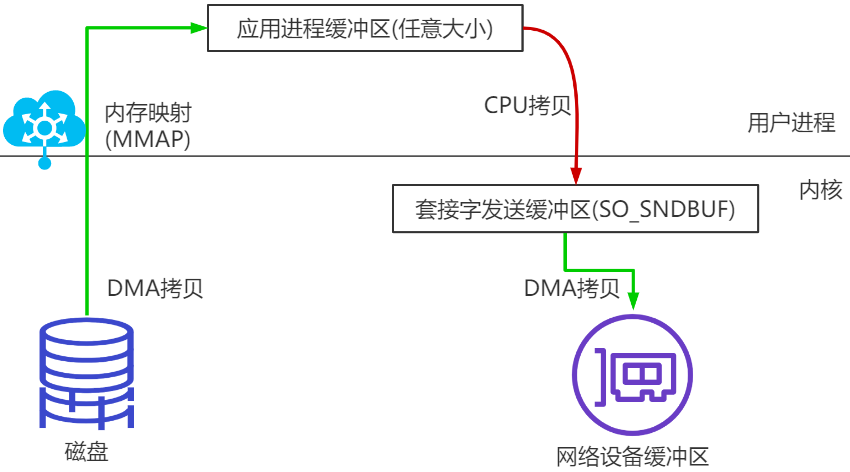 应用进程缓冲区(任意大小)
内存映射
(MMAP)
CPU拷贝
用户进程
内核
套接字发送缓冲区(SO_SNDBUF)
DMA拷贝
DMA拷贝
磁盘
网络设备缓冲区